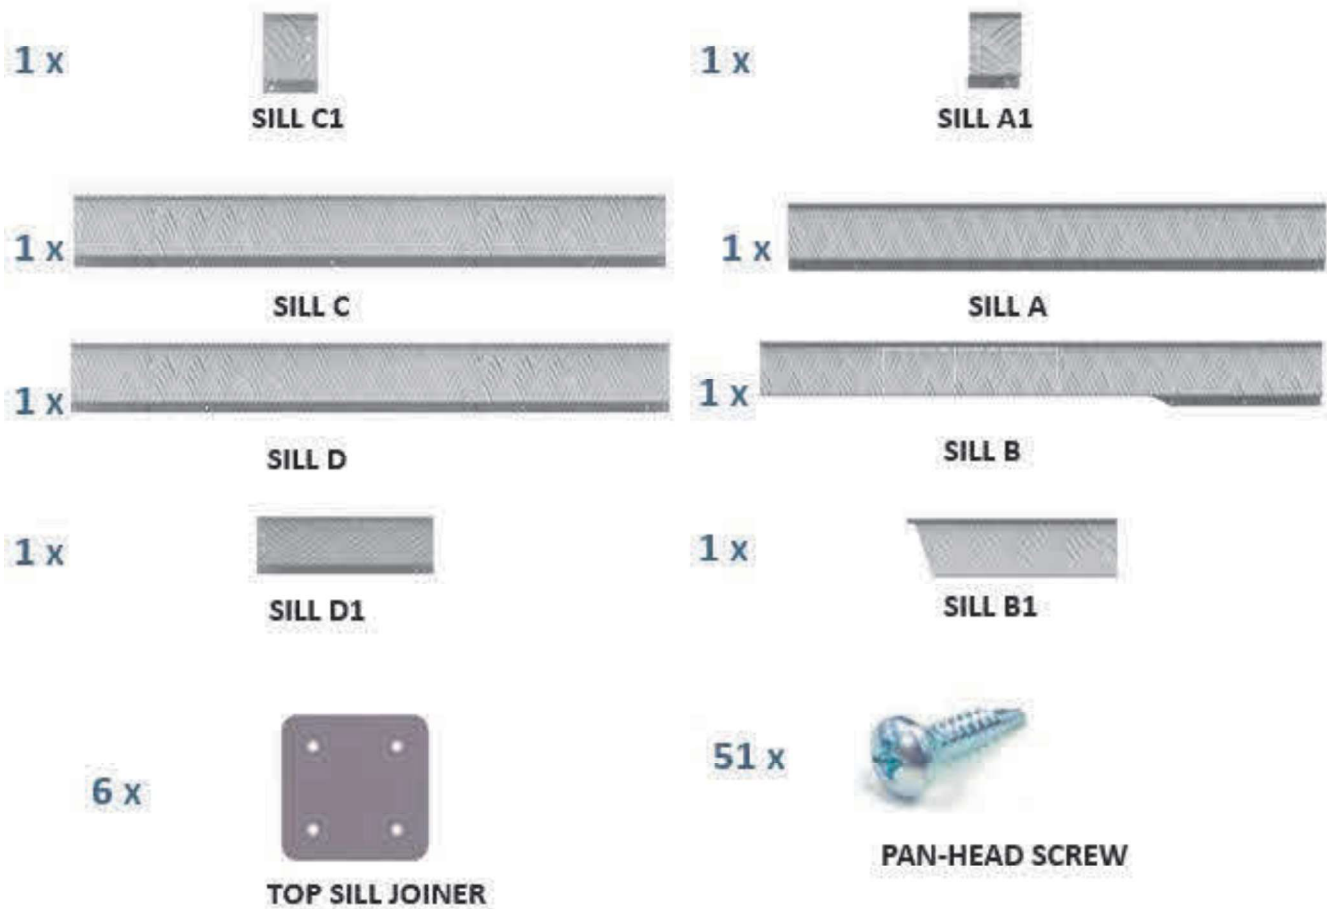 1 x
SILL C1
1 x
SILL A1
1 x
SILL C
1 x
SILL A
1 x
SILL D
1 x
SILL B
1 x
SILL D1
1 x
SILL B1
6 x
TOP SILL JOINER
51 x
PAN-HEAD SCREW